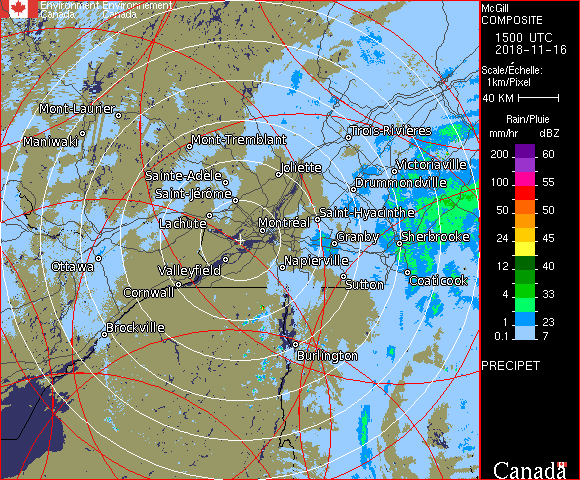 Environment Environnement
Canada Canada
McGill
COMPOSITE
1500 UTC
2018-11-16
Scale/Échelle:
1km/Pixel
40 KM
Rain/Pluie
mm/hr dBZ
200 60
100 55
50 50
24 45
12 40
4 33
1 23
0.1 7
PRECIPET
Canada
Mont-Laurier
Maniwaki
Mont-Tremblant
Trois-Rivières
Joliette
Victoriaville
Sainte-Adèle
Drummondville
Saint-Jérôme
Saint-Hyacinthe
Lachute
Montréal
Granby
Sherbrooke
Ottawa
Valleyfield
Napierville
Sutton
Coaticook
Cornwall
Brockville
Burlington